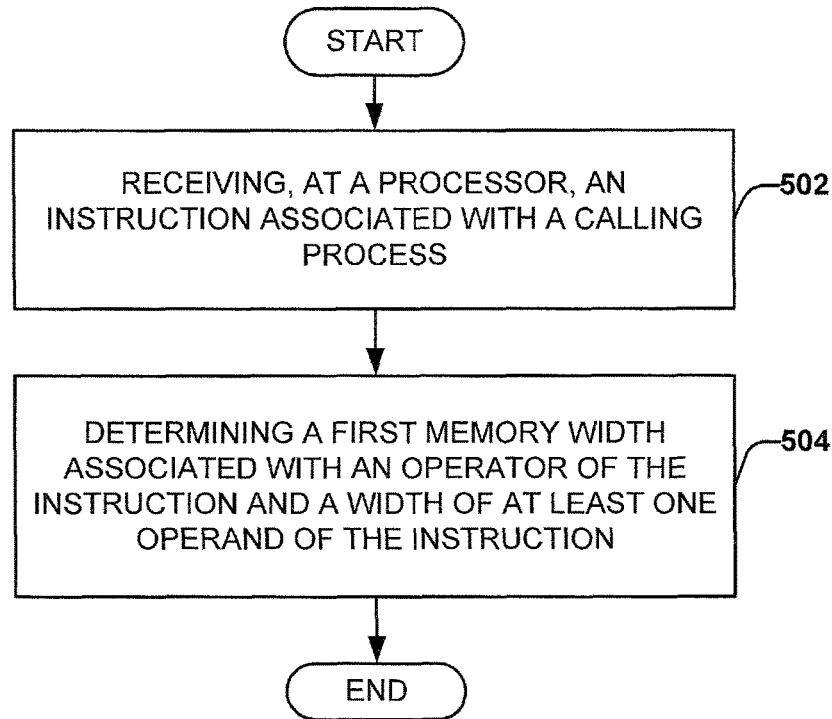 START
RECEIVING, AT A PROCESSOR, AN
INSTRUCTION ASSOCIATED WITH A CALLING
PROCESS
502
DETERMINING A FIRST MEMORY WIDTH
ASSOCIATED WITH AN OPERATOR OF THE
INSTRUCTION AND A WIDTH OF AT LEAST ONE
OPERAND OF THE INSTRUCTION
504
END